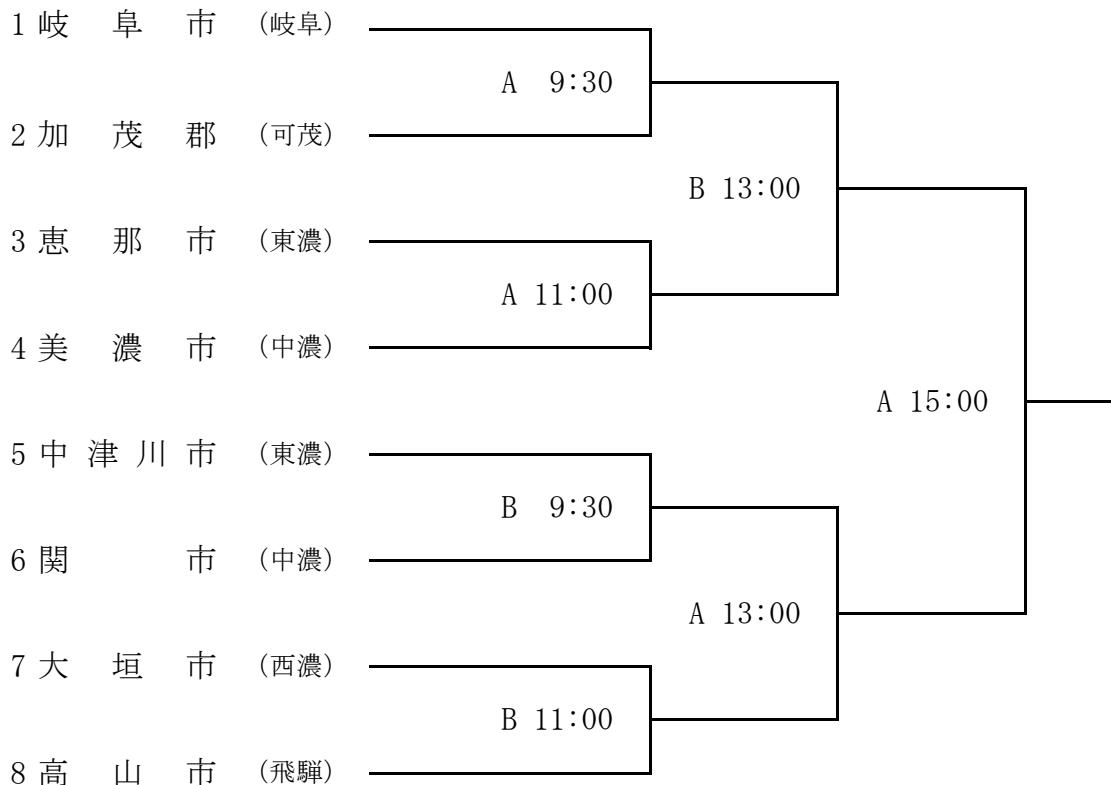 1 岐阜市 (岐阜)
A 9:30
2 加茂郡 (可茂)
B 13:00
3 恵那市 (東濃)
A 11:00
4 美濃市 (中濃)
A 15:00
5 中津川市 (東濃)
B 9:30
6 関市 (中濃)
A 13:00
7 大垣市 (西濃)
B 11:00
8 高山市 (飛騨)